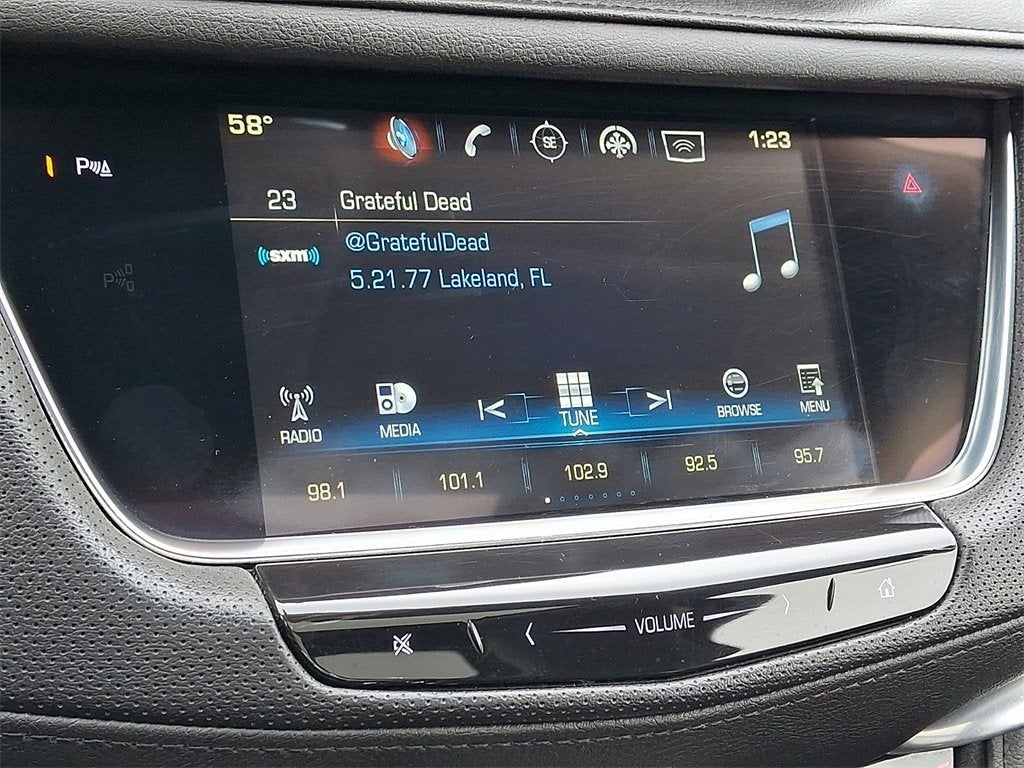 58° SE 1:23
P
23 Grateful Dead
((sxm)) @GratefulDead
P
5.21.77 Lakeland, FL
RADIO MEDIA TUNE BROWSE MENU
98.1 101.1 102.9 92.5 95.7
VOLUME